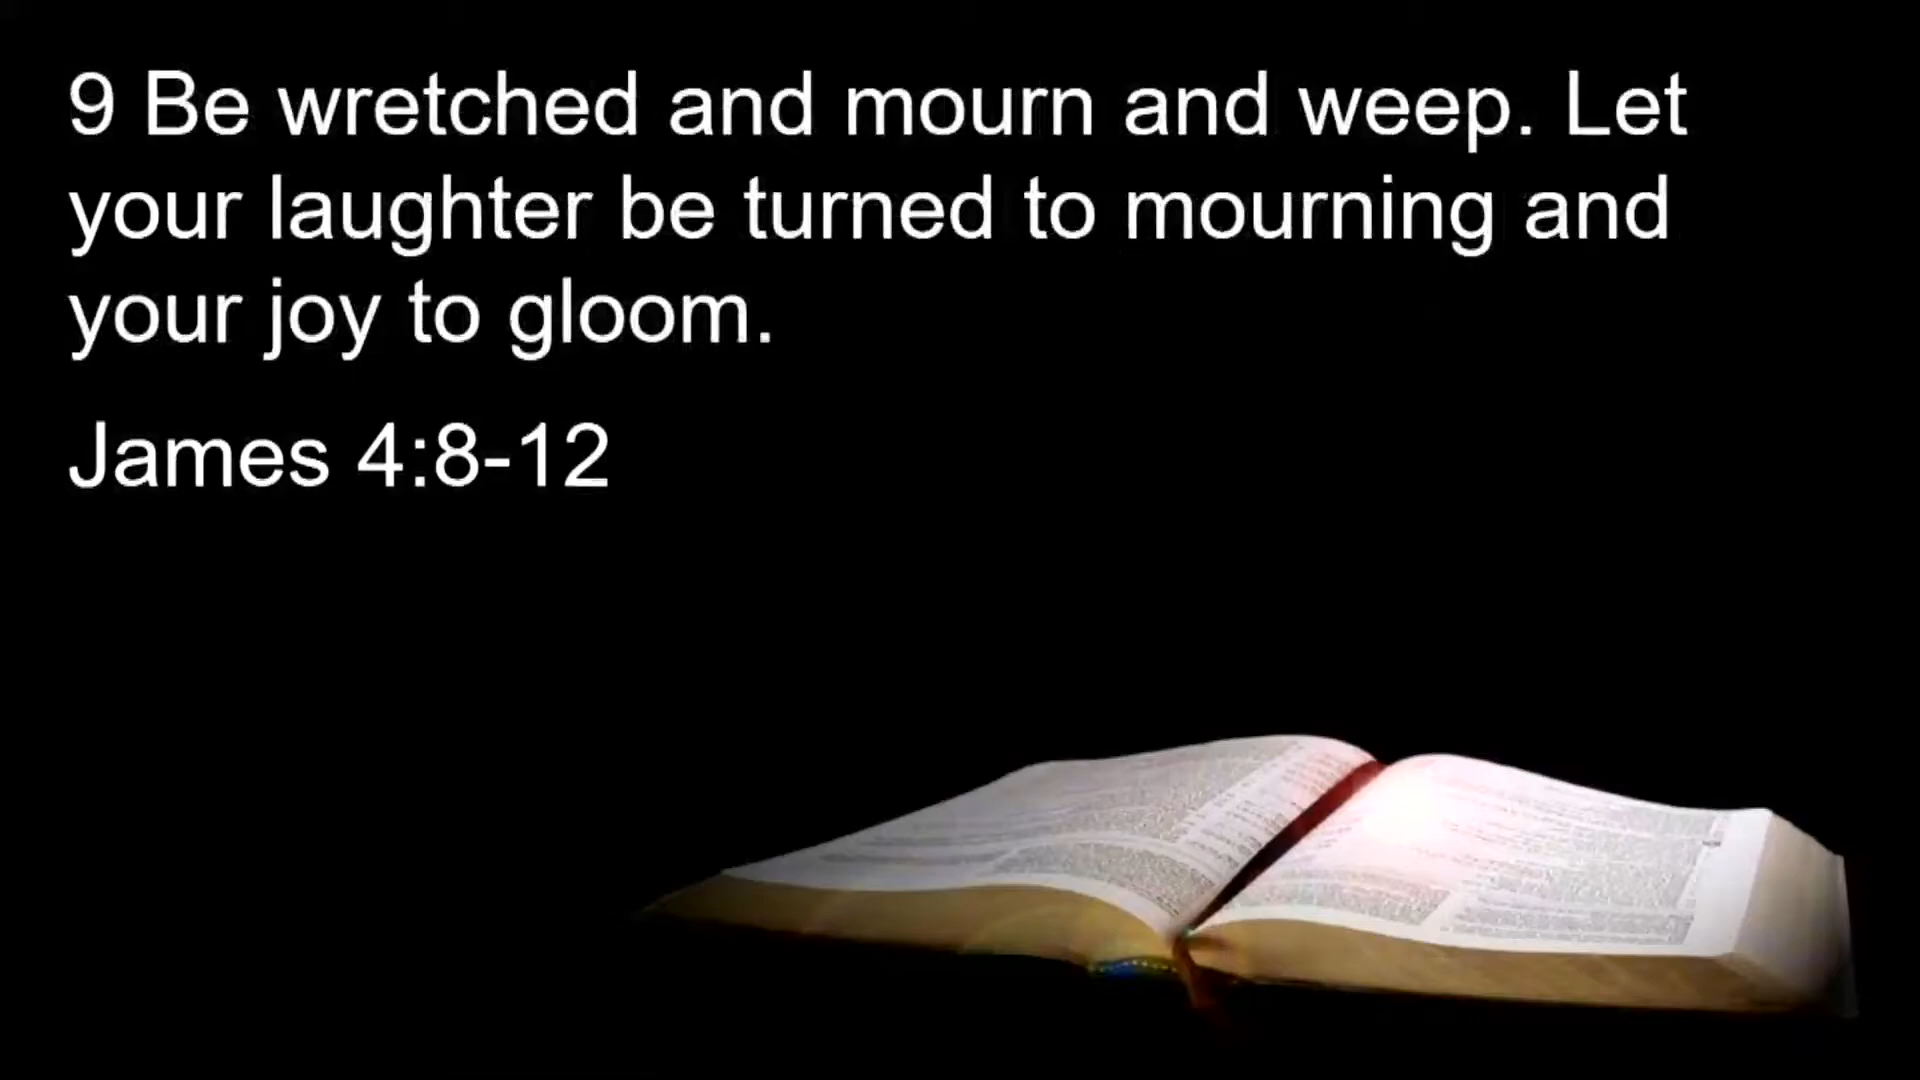 9 Be wretched and mourn and weep. Let
your laughter be turned to mourning and
your joy to gloom.
James 4:8-12